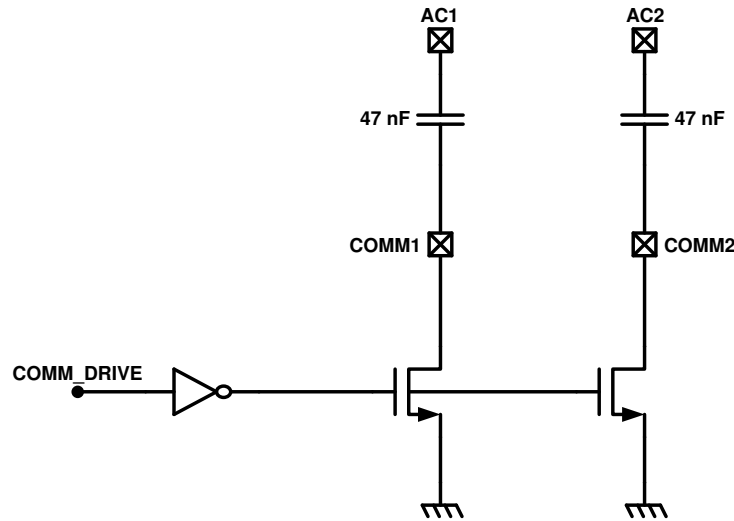 AC1
AC2
47 nF
47 nF
COMM1
COMM2
COMM_DRIVE